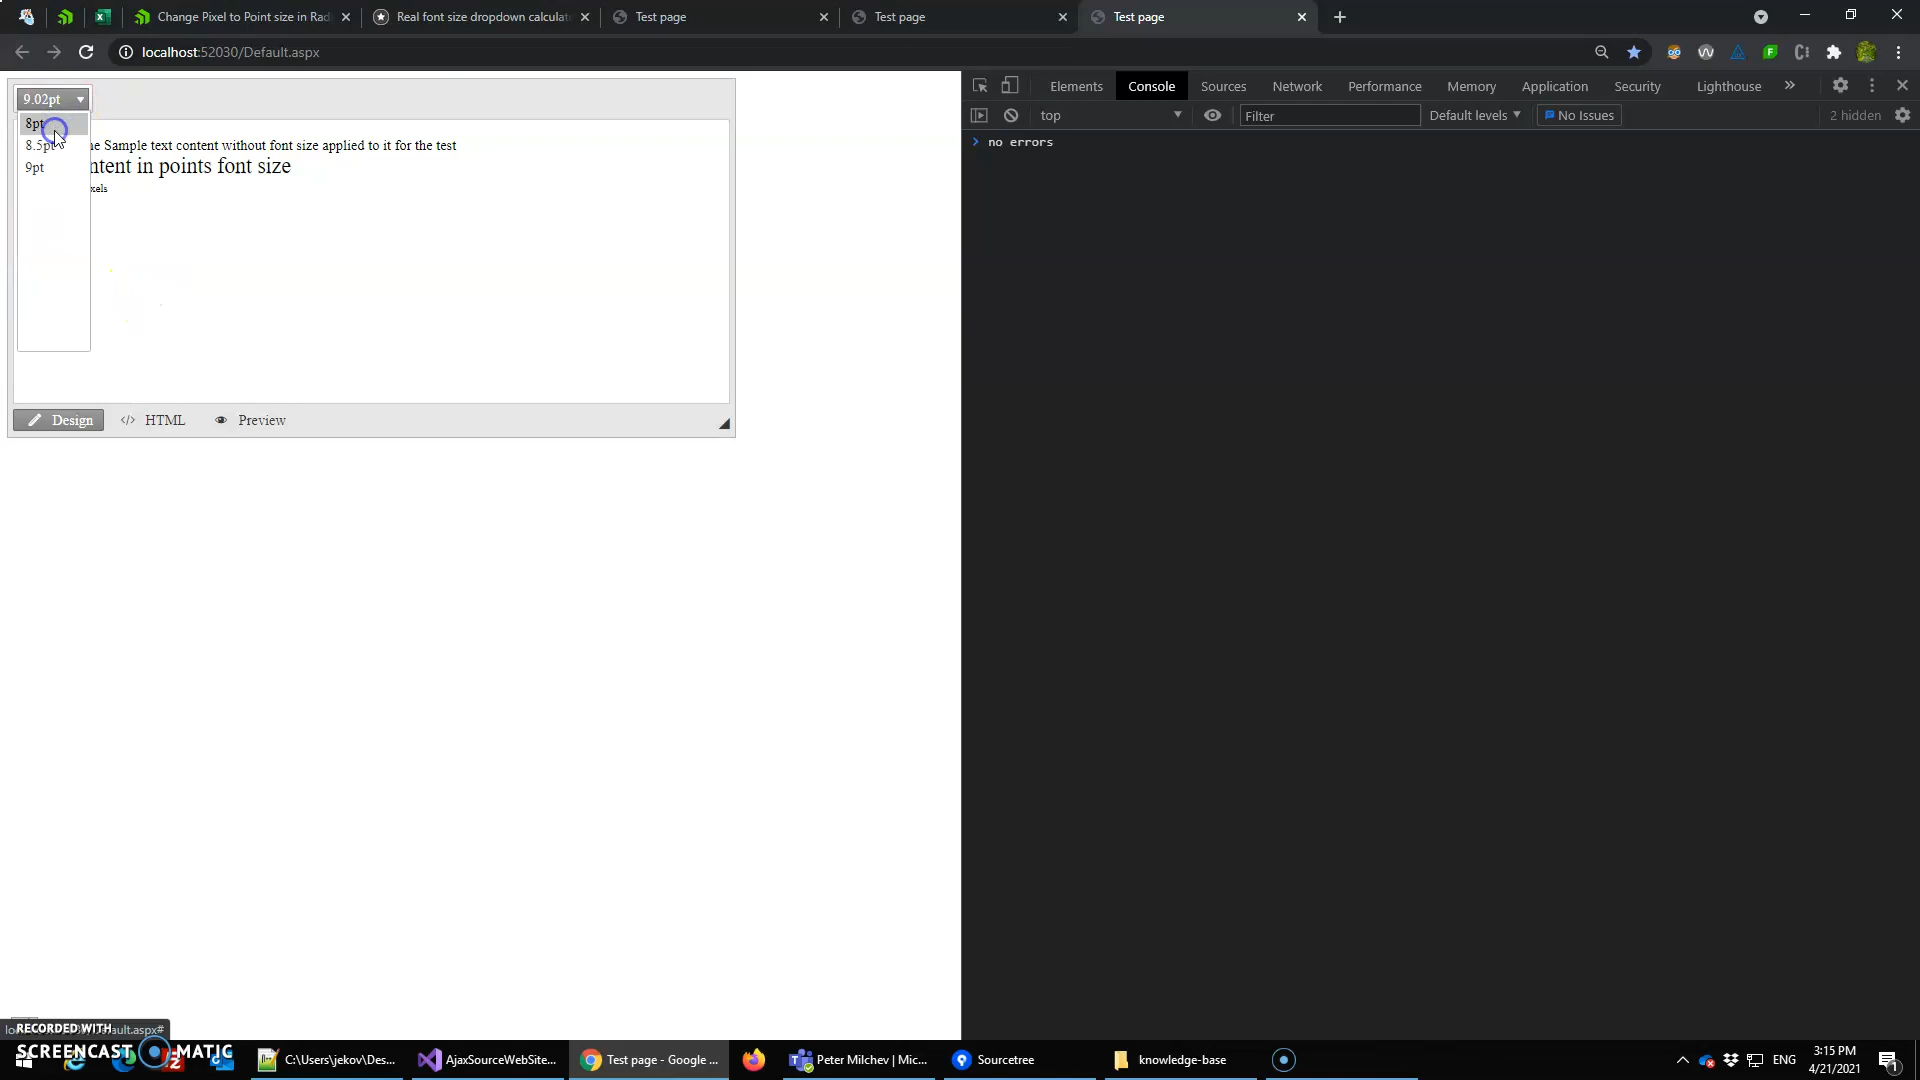 Change Pixel to Point size in Rad
Real font size dropdown calculat
Test page
Test page
Test page
localhost:52030/Default.aspx
9.02pt
8pt
8.5pt
9pt
ne Sample text content without font size applied to it for the test
ntent in points font size
xels
Design
HTML
Preview
Elements
Console
Sources
Network
Performance
Memory
Application
Security
Lighthouse
top
Filter
Default levels
No Issues
2 hidden
no errors
RECORDED WITH
ault.aspx#
SCREENCAST MATIC
C:\Users\jekov\Des...
AjaxSourceWebSite...
Test page - Google ...
Peter Milchev | Mic...
Sourcetree
knowledge-base
ENG
3:15 PM
4/21/2021
1